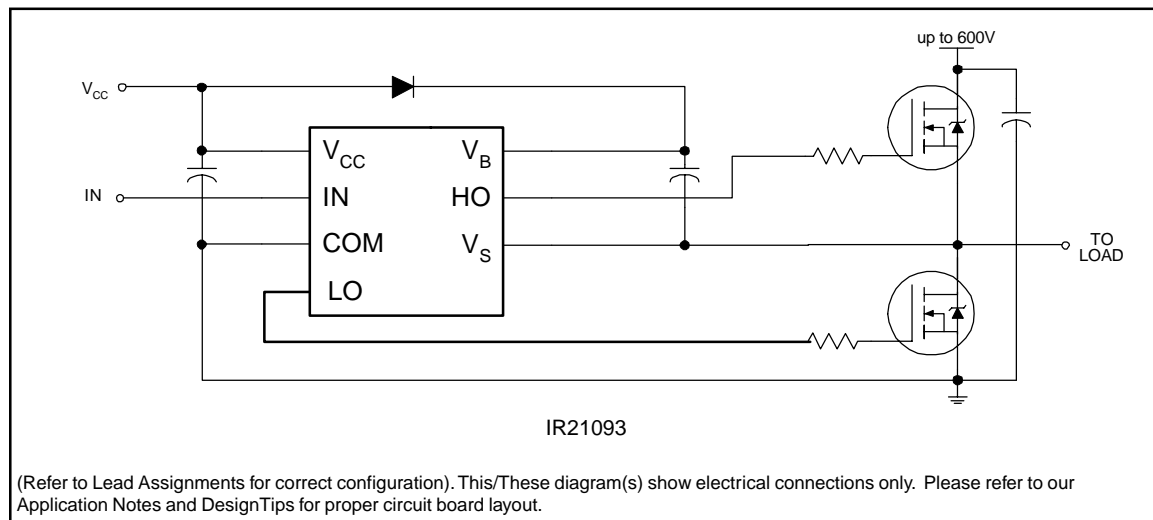 up to 600V
VCC
VCC
VB
IN
IN
HO
COM
VS
TO
LOAD
LO
IR21093
(Refer to Lead Assignments for correct configuration). This/These diagram(s) show electrical connections only. Please refer to our
Application Notes and DesignTips for proper circuit board layout.